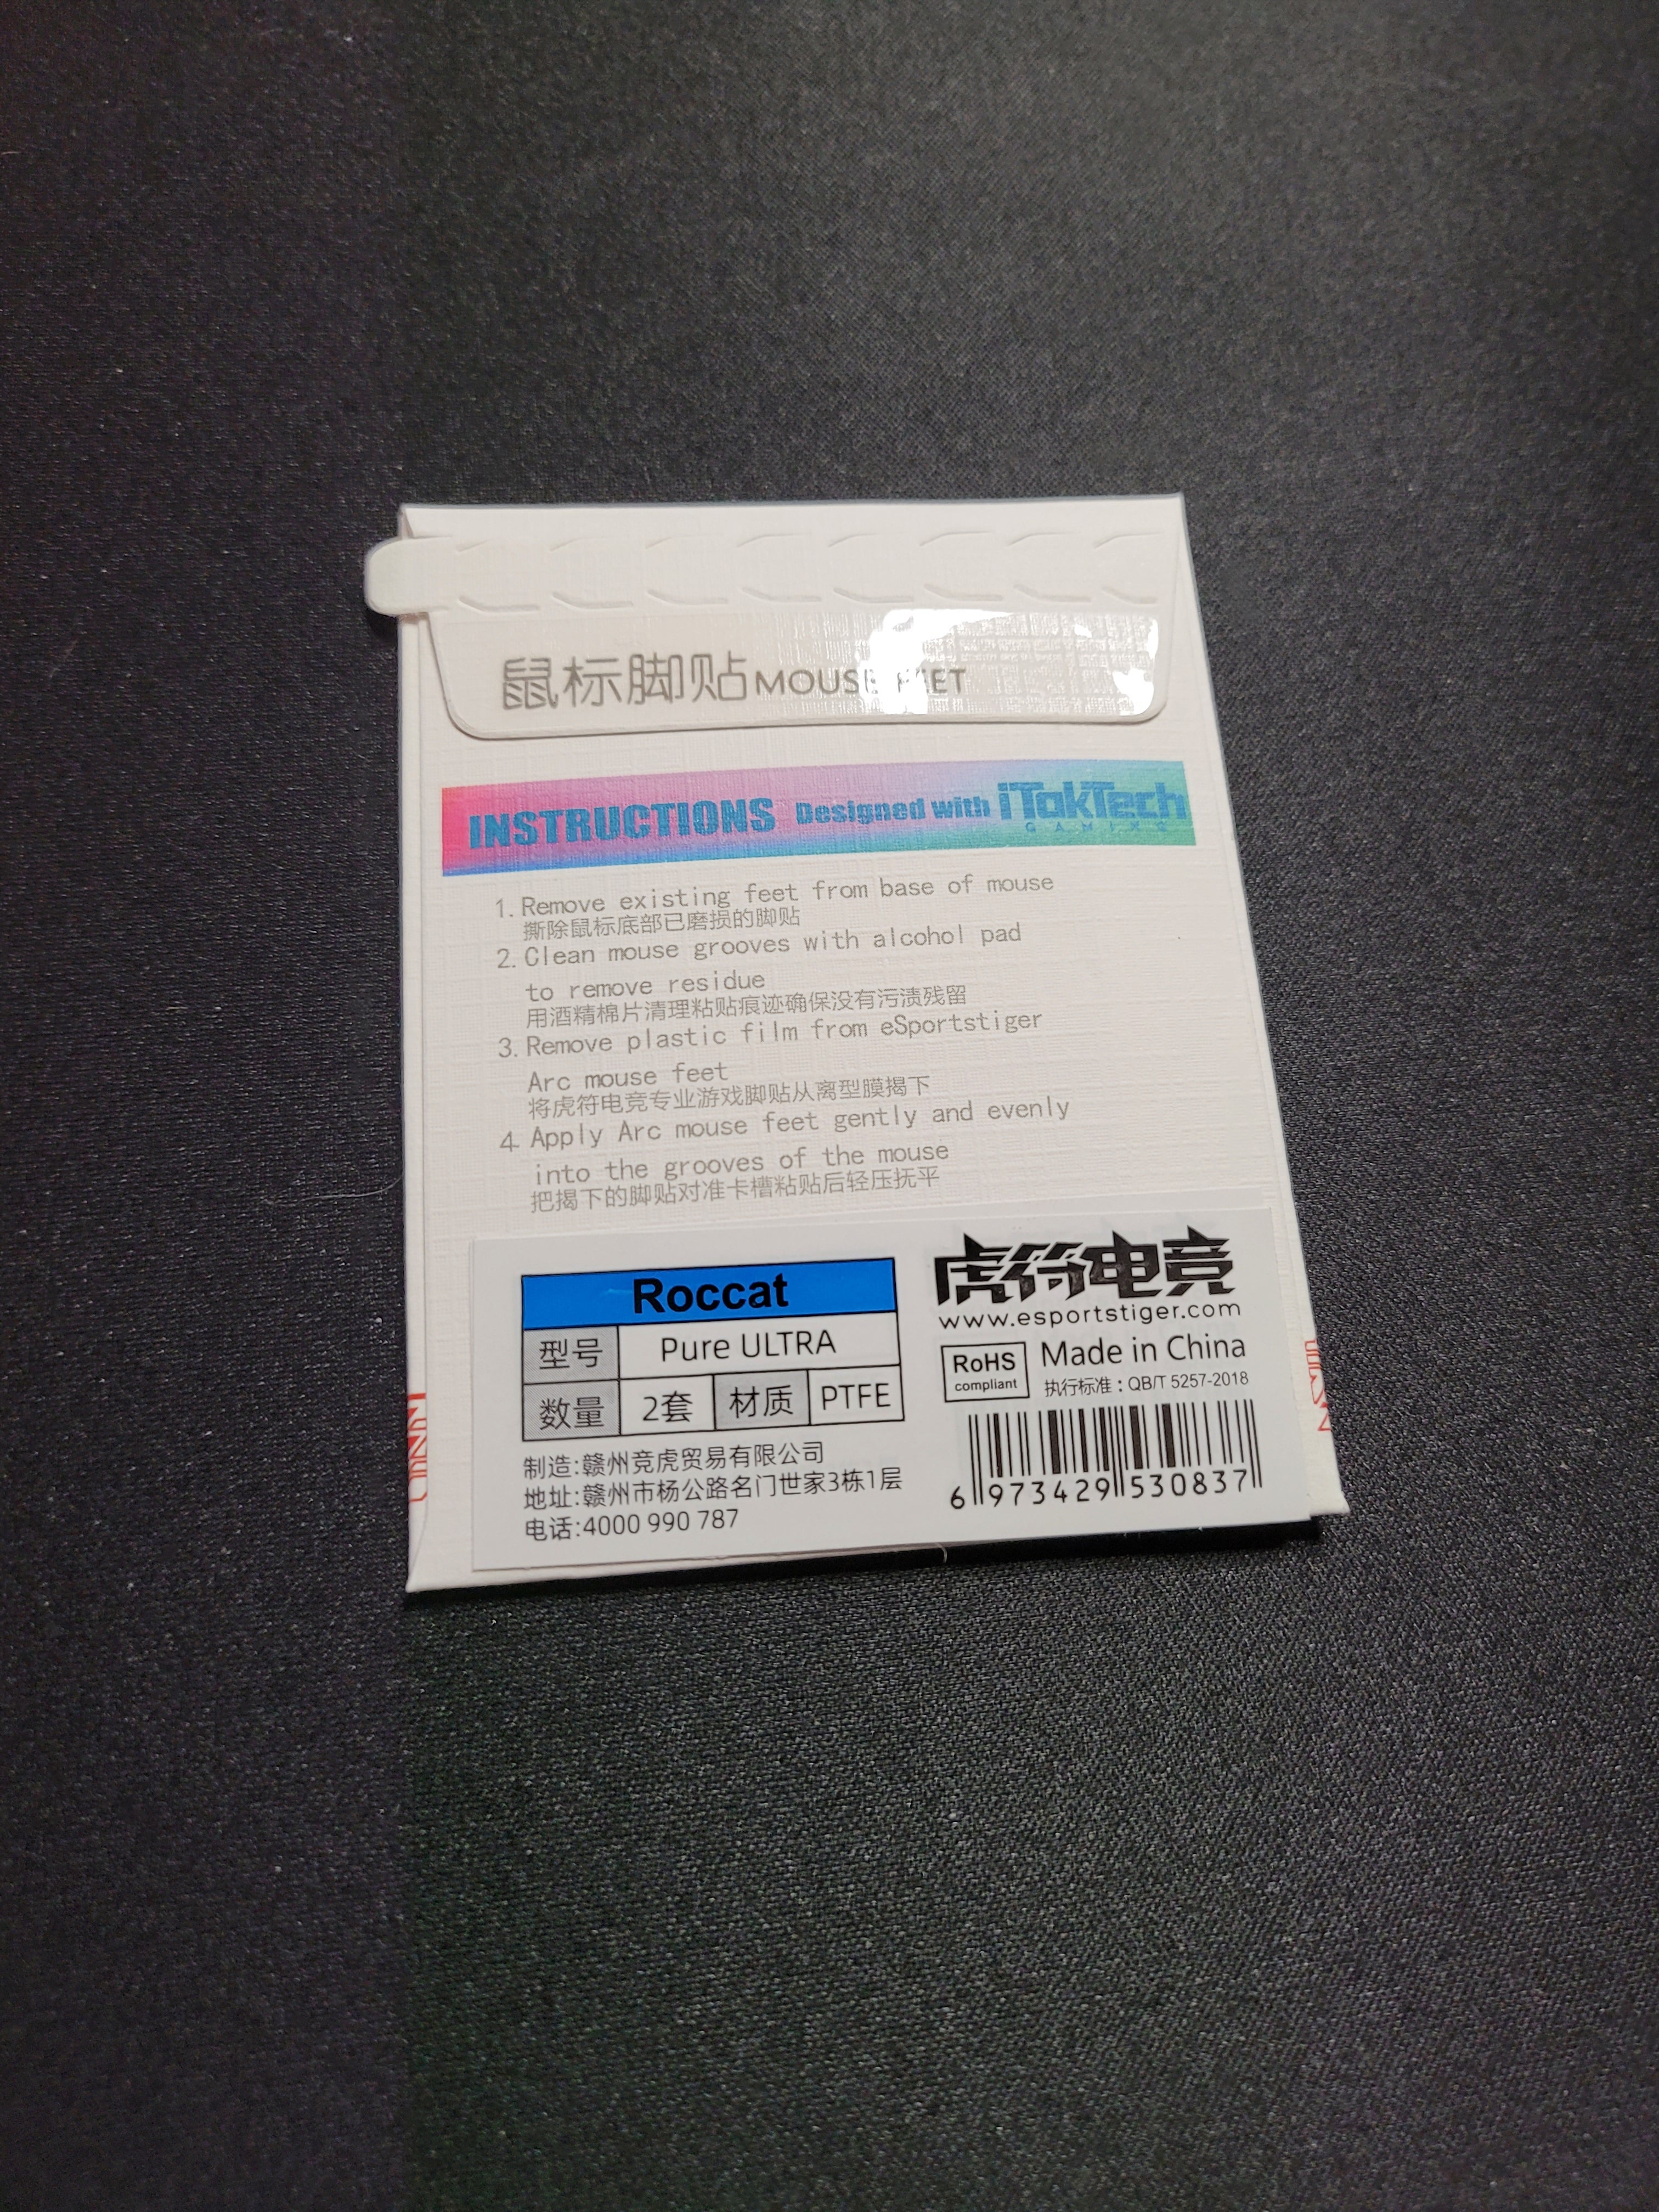 鼠标脚贴MOUSE FEET
INSTRUCTIONS Designed with iTakTech
GAMING
1. Remove existing feet from base of mouse
撕除鼠标底部已磨损的脚贴
2. Clean mouse grooves with alcohol pad
to remove residue
用酒精棉片清理粘贴痕迹确保没有污渍残留
3. Remove plastic film from eSportstiger
Arc mouse feet
将虎符电竞专业游戏脚贴从离型膜揭下
4. Apply Arc mouse feet gently and evenly
into the grooves of the mouse
把揭下的脚贴对准卡槽粘贴后轻压抚平
Roccat
型号 Pure ULTRA
数量 2套 材质 PTFE
制造:赣州竞虎贸易有限公司
地址:赣州市杨公路名门世家3栋1层
电话:4000 990 787
虎符电竞
www.esportstiger.com
RoHS
compliant
Made in China
执行标准：QB/T 5257-2018
6 973429 530837